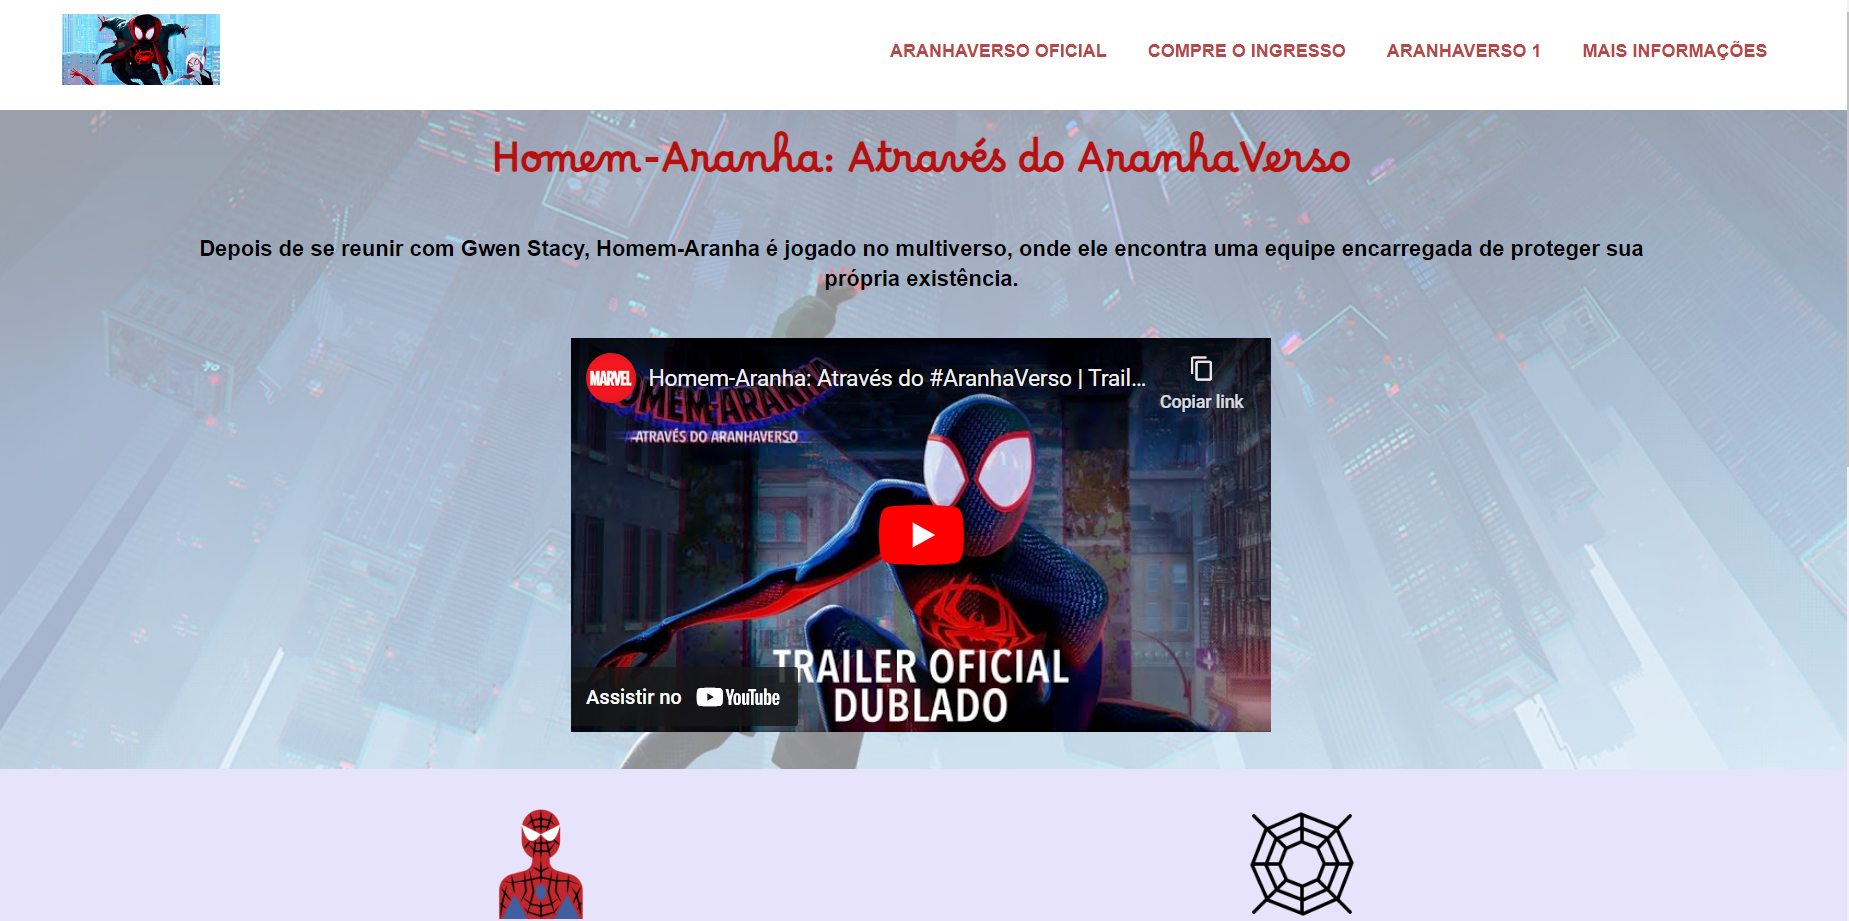 ARANHAVERSO OFICIAL
COMPRE O INGRESSO
ARANHAVERSO 1
MAIS INFORMAÇÕES
Homem-Aranha: Através do AranhaVerso
Depois de se reunir com Gwen Stacy, Homem-Aranha é jogado no multiverso, onde ele encontra uma equipe encarregada de proteger sua
própria existência.
MARVEL
Homem-Aranha: Através do #AranhaVerso | Trail...
Copiar link
HOMEM-ARANHA
ATRAVÉS DO ARANHAVERSO
TRAILER OFICIAL
DUBLADO
Assistir no YouTube